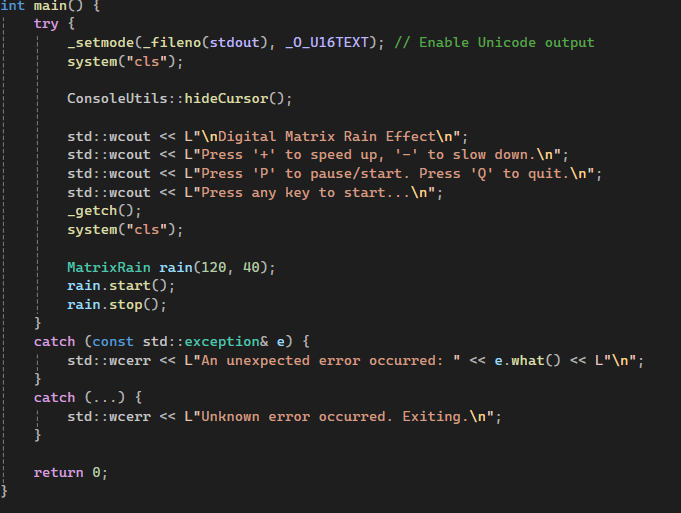 int main() {
    try {
        _setmode(_fileno(stdout), _O_U16TEXT); // Enable Unicode output
        system("cls");

        ConsoleUtils::hideCursor();

        std::wcout << L"\nDigital Matrix Rain Effect\n";
        std::wcout << L"Press '+' to speed up, '-' to slow down.\n";
        std::wcout << L"Press 'P' to pause/start. Press 'Q' to quit.\n";
        std::wcout << L"Press any key to start...\n";
        _getch();
        system("cls");

        MatrixRain rain(120, 40);
        rain.start();
        rain.stop();
    }
    catch (const std::exception& e) {
        std::wcerr << L"An unexpected error occurred: " << e.what() << L"\n";
    }
    catch (...) {
        std::wcerr << L"Unknown error occurred. Exiting.\n";
    }

    return 0;
}